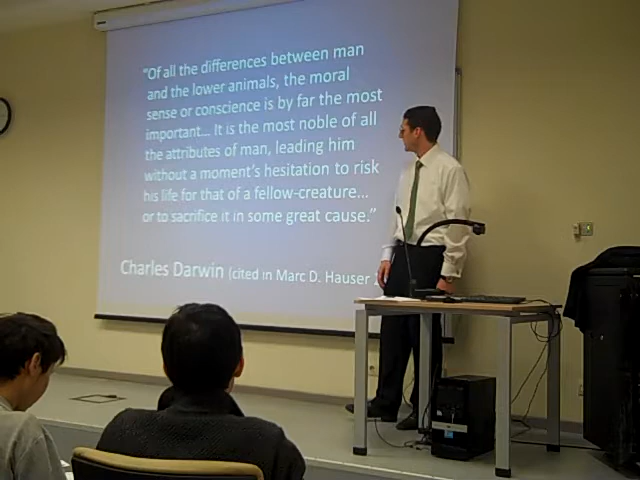 "Of all the differences between man
and the lower animals, the moral
sense or conscience is by far the most
important... It is the most noble of all
the attributes of man, leading him
without a moment's hesitation to risk
his life for that of a fellow-creature...
or to sacrifice it in some great cause."
Charles Darwin (cited in Marc D. Hauser